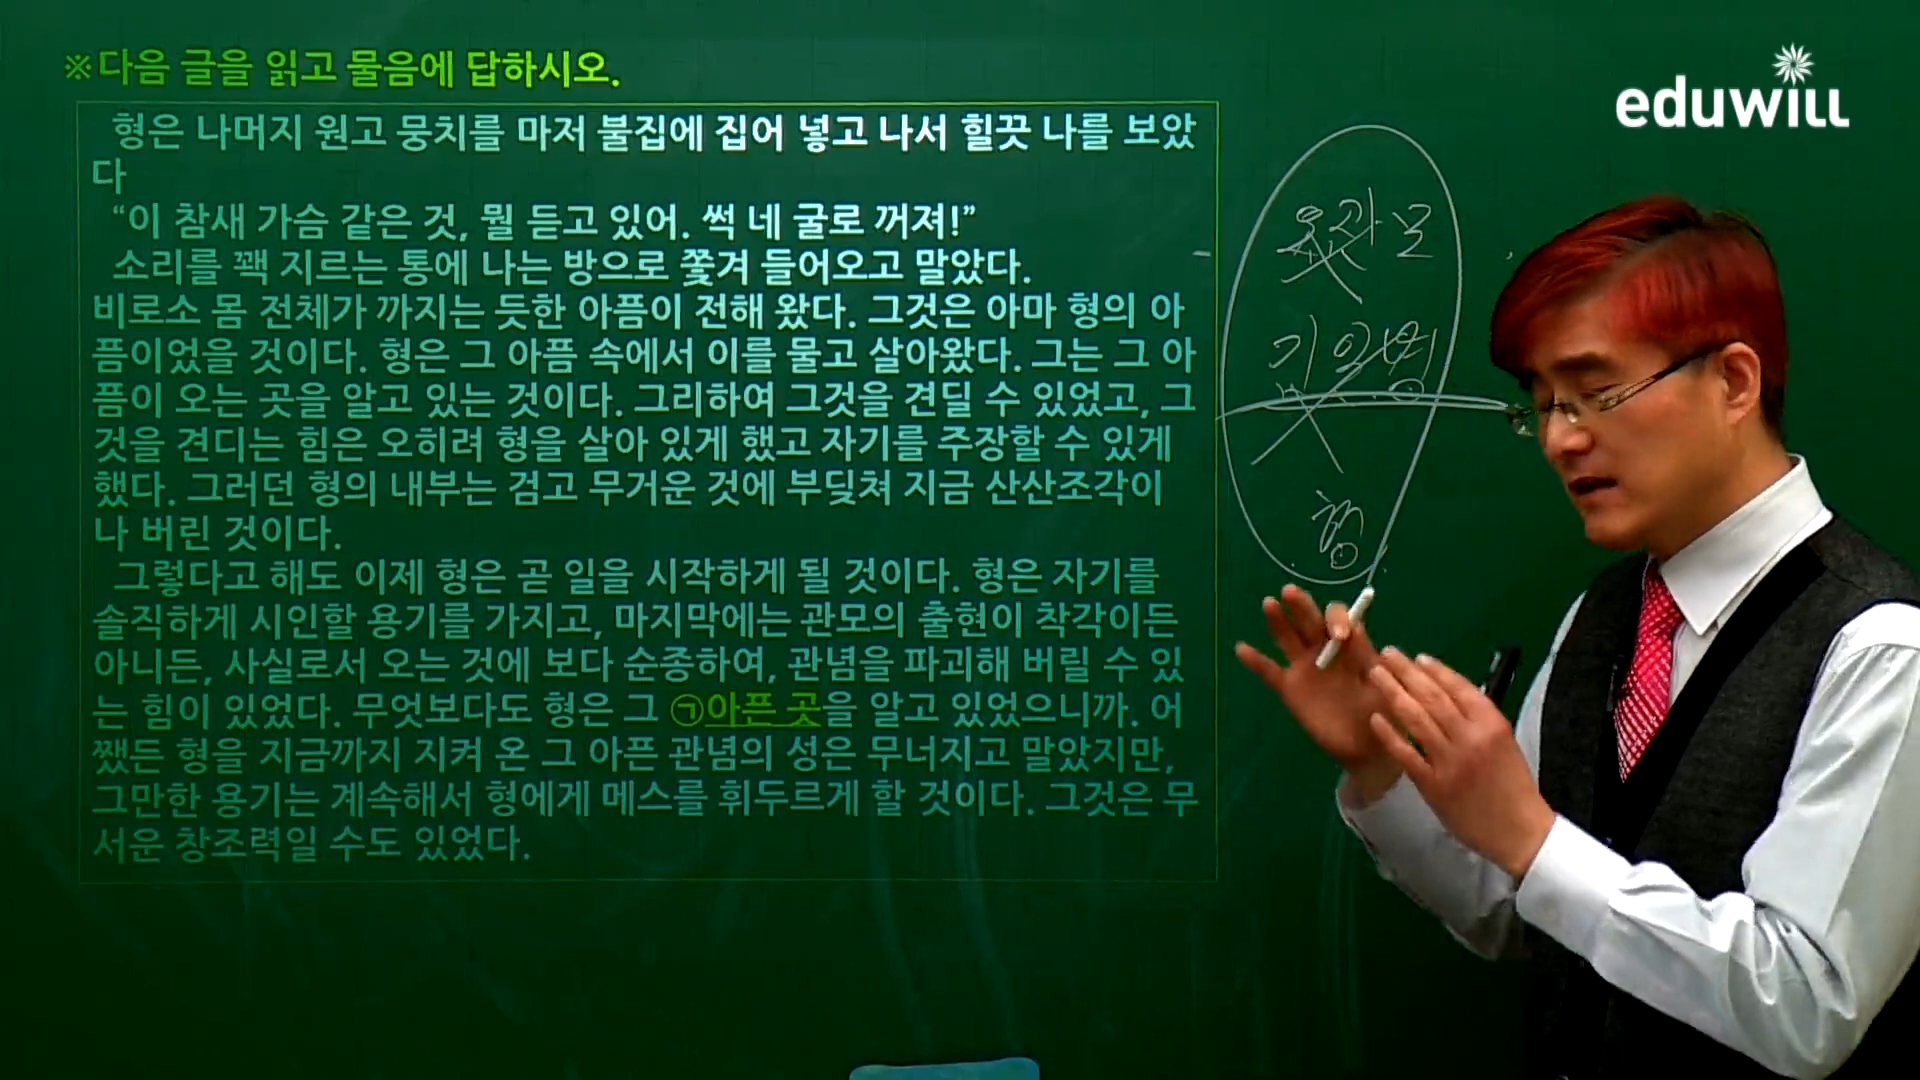 ※다음 글을 읽고 물음에 답하시오.
eduwill
형은 나머지 원고 뭉치를 마저 불집에 집어 넣고 나서 힐끗 나를 보았
다
“이 참새 가슴 같은 것, 뭘 듣고 있어. 썩 네 굴로 꺼져!”
소리를 꽥 지르는 통에 나는 방으로 쫓겨 들어오고 말았다.
비로소 몸 전체가 까지는 듯한 아픔이 전해 왔다. 그것은 아마 형의 아
픔이었을 것이다. 형은 그 아픔 속에서 이를 물고 살아왔다. 그는 그 아
픔이 오는 곳을 알고 있는 것이다. 그리하여 그것을 견딜 수 있었고, 그
것을 견디는 힘은 오히려 형을 살아 있게 했고 자기를 주장할 수 있게
했다. 그러던 형의 내부는 검고 무거운 것에 부딪쳐 지금 산산조각이
나 버린 것이다.
그렇다고 해도 이제 형은 곧 일을 시작하게 될 것이다. 형은 자기를
솔직하게 시인할 용기를 가지고, 마지막에는 관모의 출현이 착각이든
아니든, 사실로서 오는 것에 보다 순종하여, 관념을 파괴해 버릴 수 있
는 힘이 있었다. 무엇보다도 형은 그 ㉠아픈 곳을 알고 있었으니까. 어
쨌든 형을 지금까지 지켜 온 그 아픈 관념의 성은 무너지고 말았지만,
그만한 용기는 계속해서 형에게 메스를 휘두르게 할 것이다. 그것은 무
서운 창조력일 수도 있었다.
오관모
김일병
형